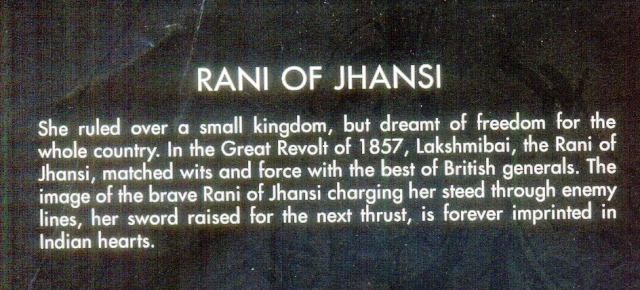 RANI OF JHANSI
She ruled over a small kingdom, but dreamt of freedom for the
whole country. In the Great Revolt of 1857, Lakshmibai, the Rani of
Jhansi, matched wits and force with the best of British generals. The
image of the brave Rani of Jhansi charging her steed through enemy
lines, her sword raised for the next thrust, is forever imprinted in
Indian hearts.